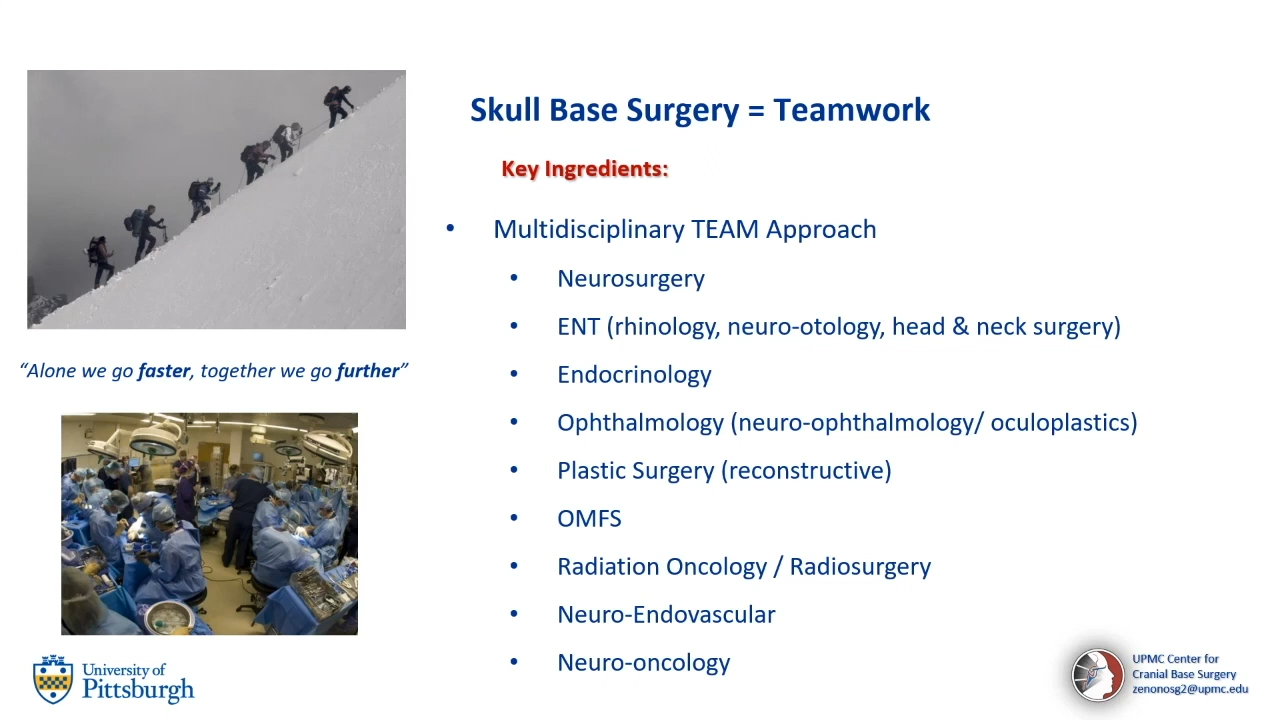 Skull Base Surgery = Teamwork
Key Ingredients:
• Multidisciplinary TEAM Approach
• Neurosurgery
• ENT (rhinology, neuro-otology, head & neck surgery)
• Endocrinology
• Ophthalmology (neuro-ophthalmology/ oculoplastics)
• Plastic Surgery (reconstructive)
• OMFS
• Radiation Oncology / Radiosurgery
• Neuro-Endovascular
• Neuro-oncology
“Alone we go faster, together we go further”
University of
Pittsburgh
UPMC Center for
Cranial Base Surgery
zenonosg2@upmc.edu